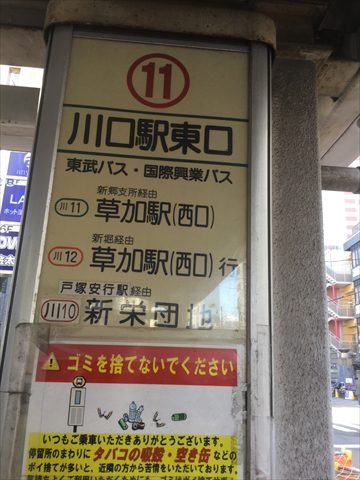 11
川口駅東口
東武バス・国際興業バス
新郷支所経由
川11 草加駅(西口)
新堀経由
川12 草加駅(西口) 行
戸塚安行駅経由
川10 新栄団地
ゴミを捨てないでください
いつもご乗車いただきありがとうございます。
停留所のまわりにタバコの吸殻・空き缶などの
ポイ捨てが多いと、近隣の方から苦情をいただいております。